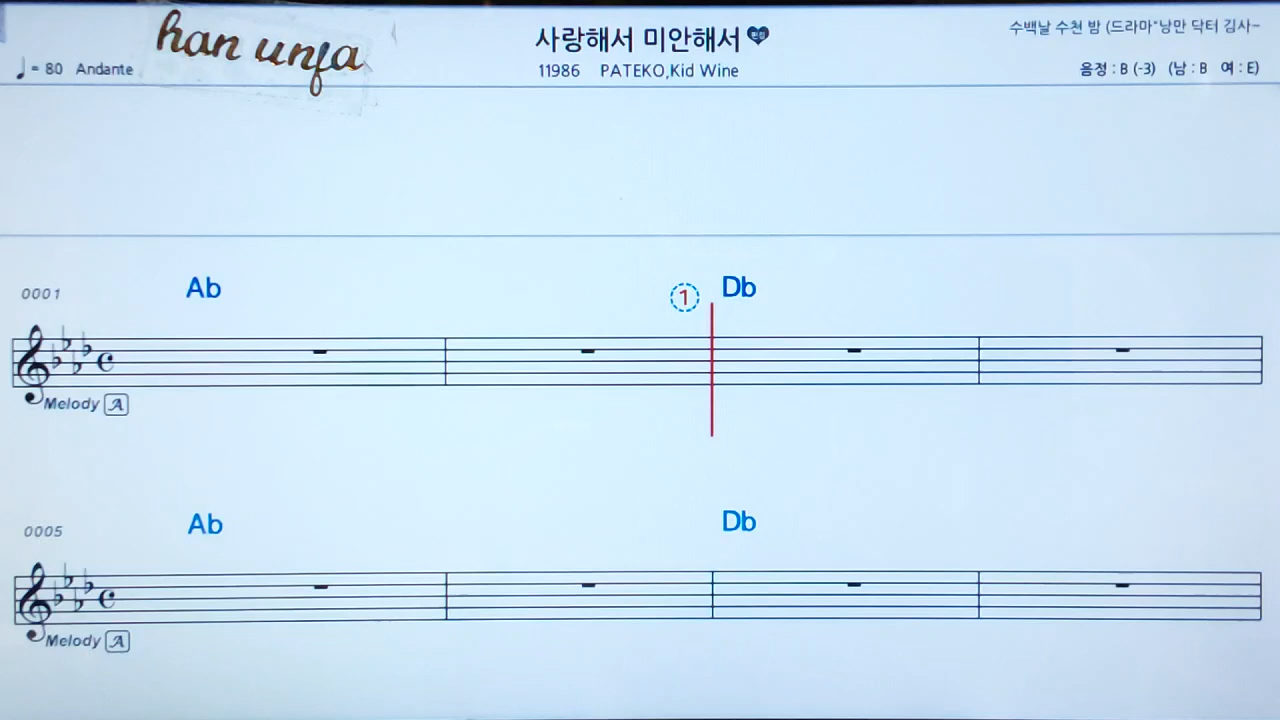 han unfa
사랑해서 미안해서
수백날 수천 밤 (드라마"낭만 닥터 김사-
♩= 80 Andante
11986 PATEKO,Kid Wine
음정 : B (-3) (남 : B 여 : E)
0001 Ab 1 Db
Melody A
0005 Ab Db
Melody A